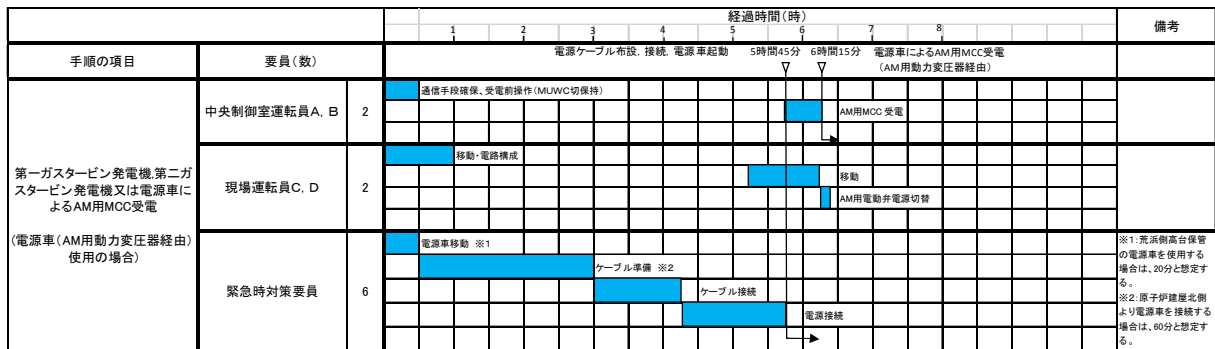 経過時間(時)
備考
1 2 3 4 5 6 7 8
手順の項目
要員(数)
電源ケーブル布設, 接続, 電源車起動
5時間45分
6時間15分
電源車によるAM用MCC受電
(AM用動力変圧器経由)
第一ガスタービン発電機,第二ガ
スタービン発電機又は電源車に
よるAM用MCC受電
(電源車(AM用動力変圧器経由)
使用の場合)
中央制御室運転員A, B
2
通信手段確保、受電前操作(MUWC切保持)
AM用MCC 受電
現場運転員C, D
2
移動・電路構成
移動
AM用電動弁電源切替
緊急時対策要員
6
電源車移動 ※1
ケーブル準備 ※2
ケーブル接続
電源接続
※1:荒浜側高台保管
の電源車を使用する
場合は、20分と想定す
る。
※2:原子炉建屋北側
より電源車を接続する
場合は、60分と想定す
る。